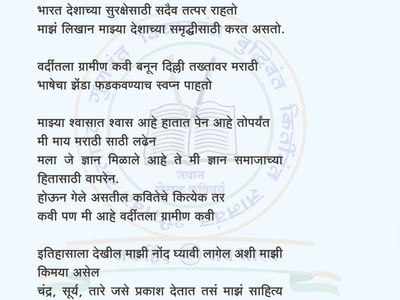 भारत देशाच्या सुरक्षेसाठी सदैव तत्पर राहतो
माझं लिखान माझ्या देशाच्या समृद्धीसाठी करत असतो.
वर्दीतला ग्रामीण कवी बनून दिल्ली तख्तावर मराठी
भाषेचा झेंडा फडकवण्याच स्वप्न पाहतो
माझ्या श्वासात श्वास आहे हातात पेन आहे तोपर्यंत
मी माय मराठी साठी लढेन
मला जे ज्ञान मिळाले आहे ते मी ज्ञान समाजाच्या
हितासाठी वापरेन.
होऊन गेले असतील कवितेचे कित्येक तर
कवी पण मी आहे वर्दीतला ग्रामीण कवी
इतिहासाला देखील माझी नोंद घ्यावी लागेल अशी माझी
किमया असेल
चंद्र, सूर्य, तारे जसे प्रकाश देतात तसं माझं साहित्य